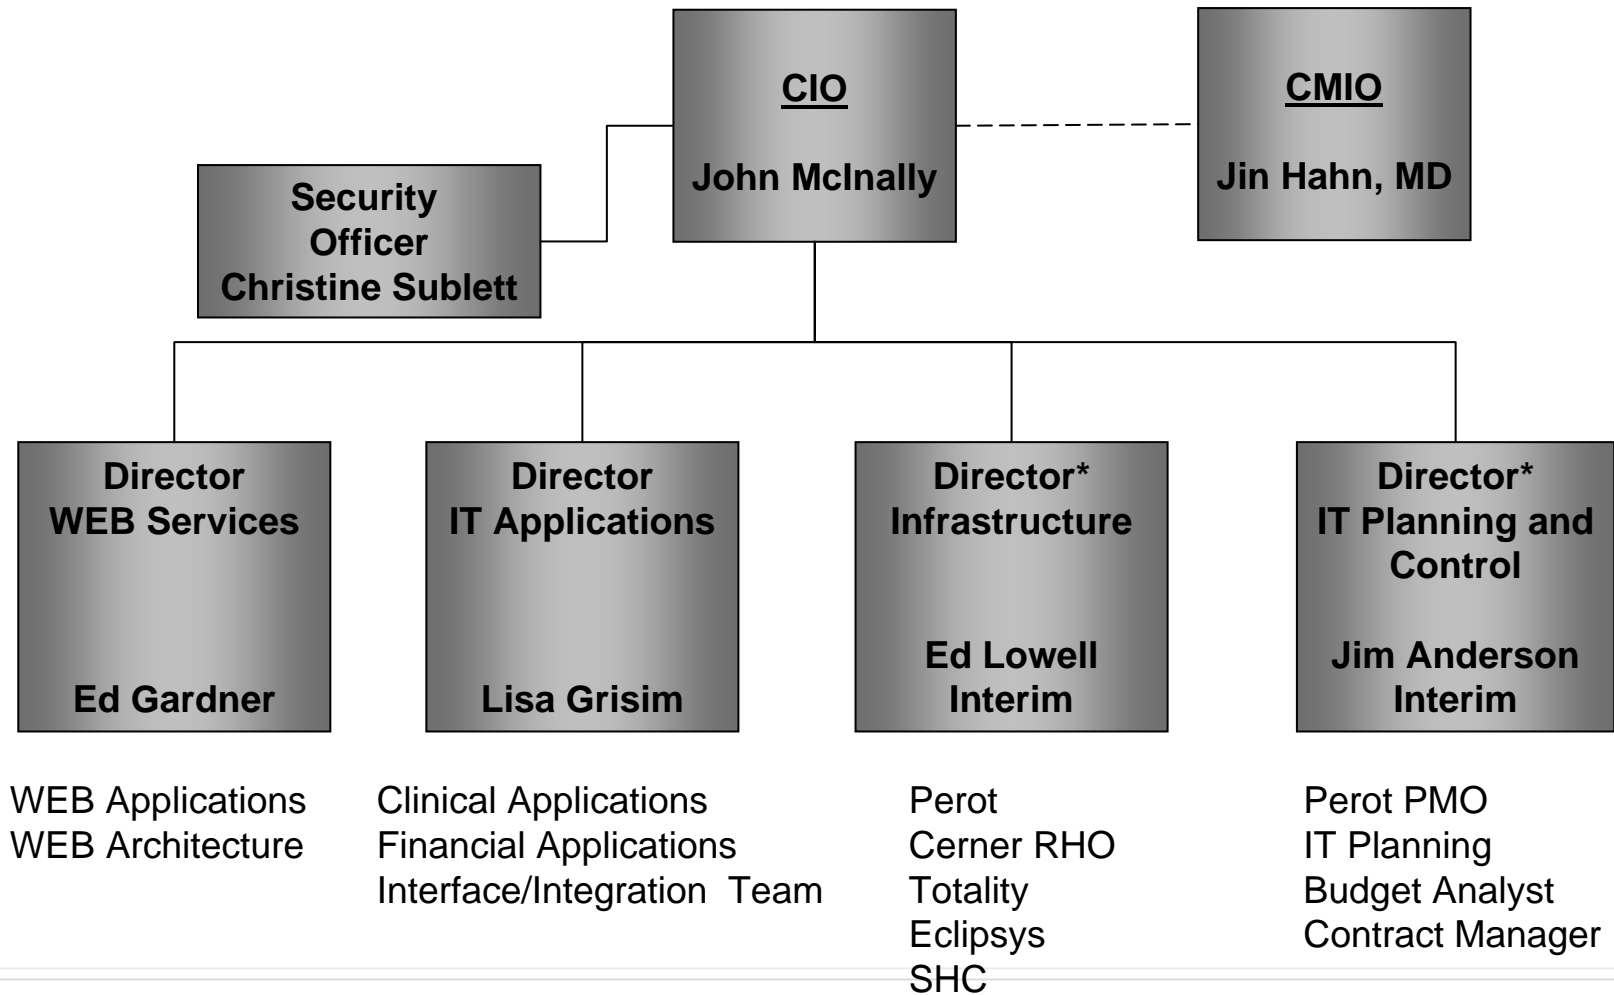 CIO
John McInally
CMIO
Jin Hahn, MD
Security
Officer
Christine Sublett
Director
WEB Services
Ed Gardner
Director
IT Applications
Lisa Grisim
Director*
Infrastructure
Ed Lowell
Interim
Director*
IT Planning and
Control
Jim Anderson
Interim
WEB Applications
WEB Architecture
Clinical Applications
Financial Applications
Interface/Integration Team
Perot
Cerner RHO
Totality
Eclipsys
SHC
Perot PMO
IT Planning
Budget Analyst
Contract Manager